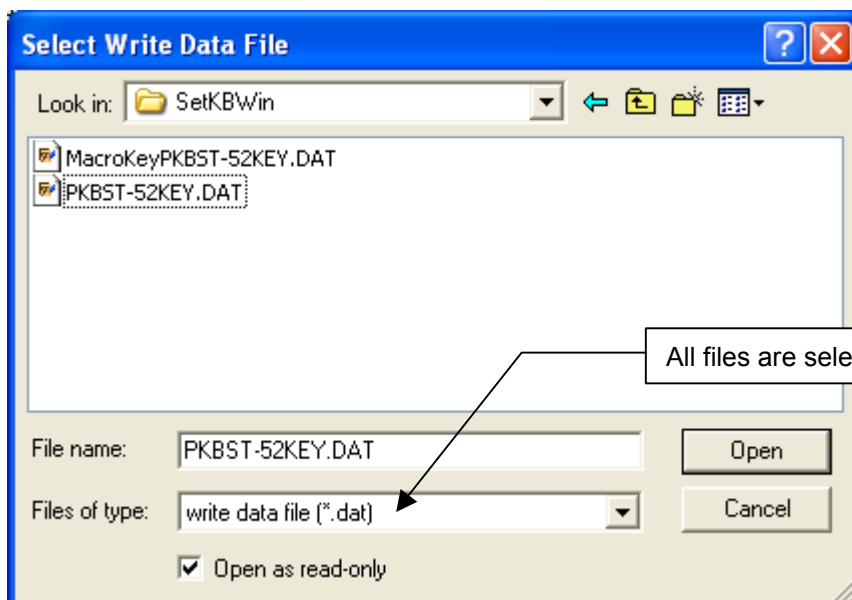 Select Write Data File
Look in: SetKBWin
MacroKeyPKBST-52KEY.DAT
PKBST-52KEY.DAT
All files are sele
File name: PKBST-52KEY.DAT Open
Files of type: write data file (*.dat) Cancel
Open as read-only